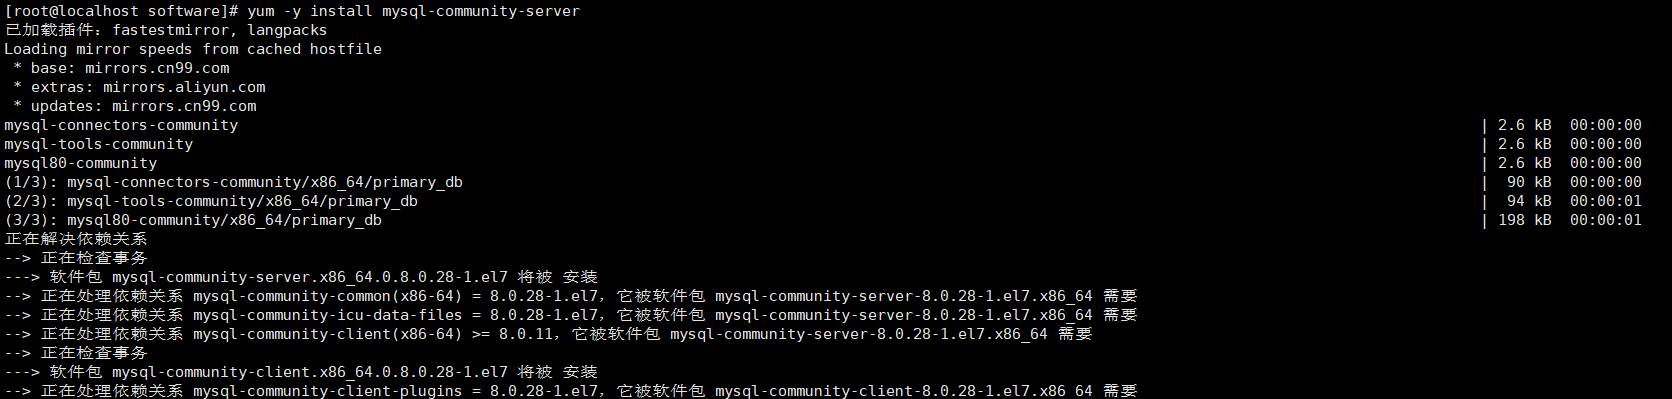 [root@localhost software]# yum -y install mysql-community-server
已加载插件：fastestmirror, langpacks
Loading mirror speeds from cached hostfile
 * base: mirrors.cn99.com
 * extras: mirrors.aliyun.com
 * updates: mirrors.cn99.com
mysql-connectors-community | 2.6 kB 00:00:00
mysql-tools-community | 2.6 kB 00:00:00
mysql80-community | 2.6 kB 00:00:00
(1/3): mysql-connectors-community/x86_64/primary_db | 90 kB 00:00:00
(2/3): mysql-tools-community/x86_64/primary_db | 94 kB 00:00:01
(3/3): mysql80-community/x86_64/primary_db | 198 kB 00:00:01
正在解决依赖关系
--> 正在检查事务
---> 软件包 mysql-community-server.x86_64.0.8.0.28-1.el7 将被 安装
--> 正在处理依赖关系 mysql-community-common(x86-64) = 8.0.28-1.el7，它被软件包 mysql-community-server-8.0.28-1.el7.x86_64 需要
--> 正在处理依赖关系 mysql-community-icu-data-files = 8.0.28-1.el7，它被软件包 mysql-community-server-8.0.28-1.el7.x86_64 需要
--> 正在处理依赖关系 mysql-community-client(x86-64) >= 8.0.11，它被软件包 mysql-community-server-8.0.28-1.el7.x86_64 需要
--> 正在检查事务
---> 软件包 mysql-community-client.x86_64.0.8.0.28-1.el7 将被 安装
--> 正在处理依赖关系 mysql-community-client-plugins = 8.0.28-1.el7，它被软件包 mysql-community-client-8.0.28-1.el7.x86_64 需要